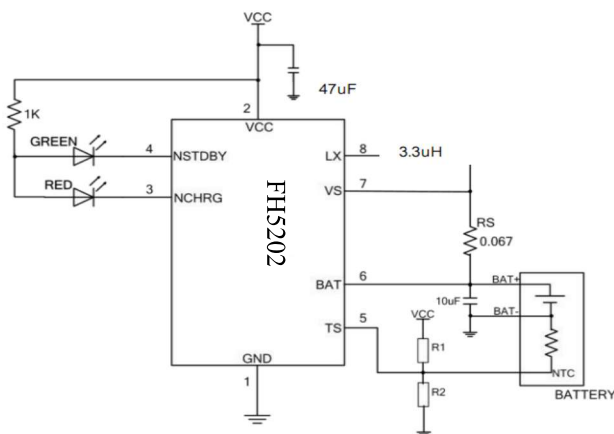 VCC
47uF
1K
2
VCC
GREEN
4
NSTDBY
LX
8
3.3uH
RED
3
NCHRG
VS
7
FH5202
RS
0.067
BAT
6
BAT+
10uF
BAT-
TS
5
VCC
R1
GND
1
R2
NTC
BATTERY